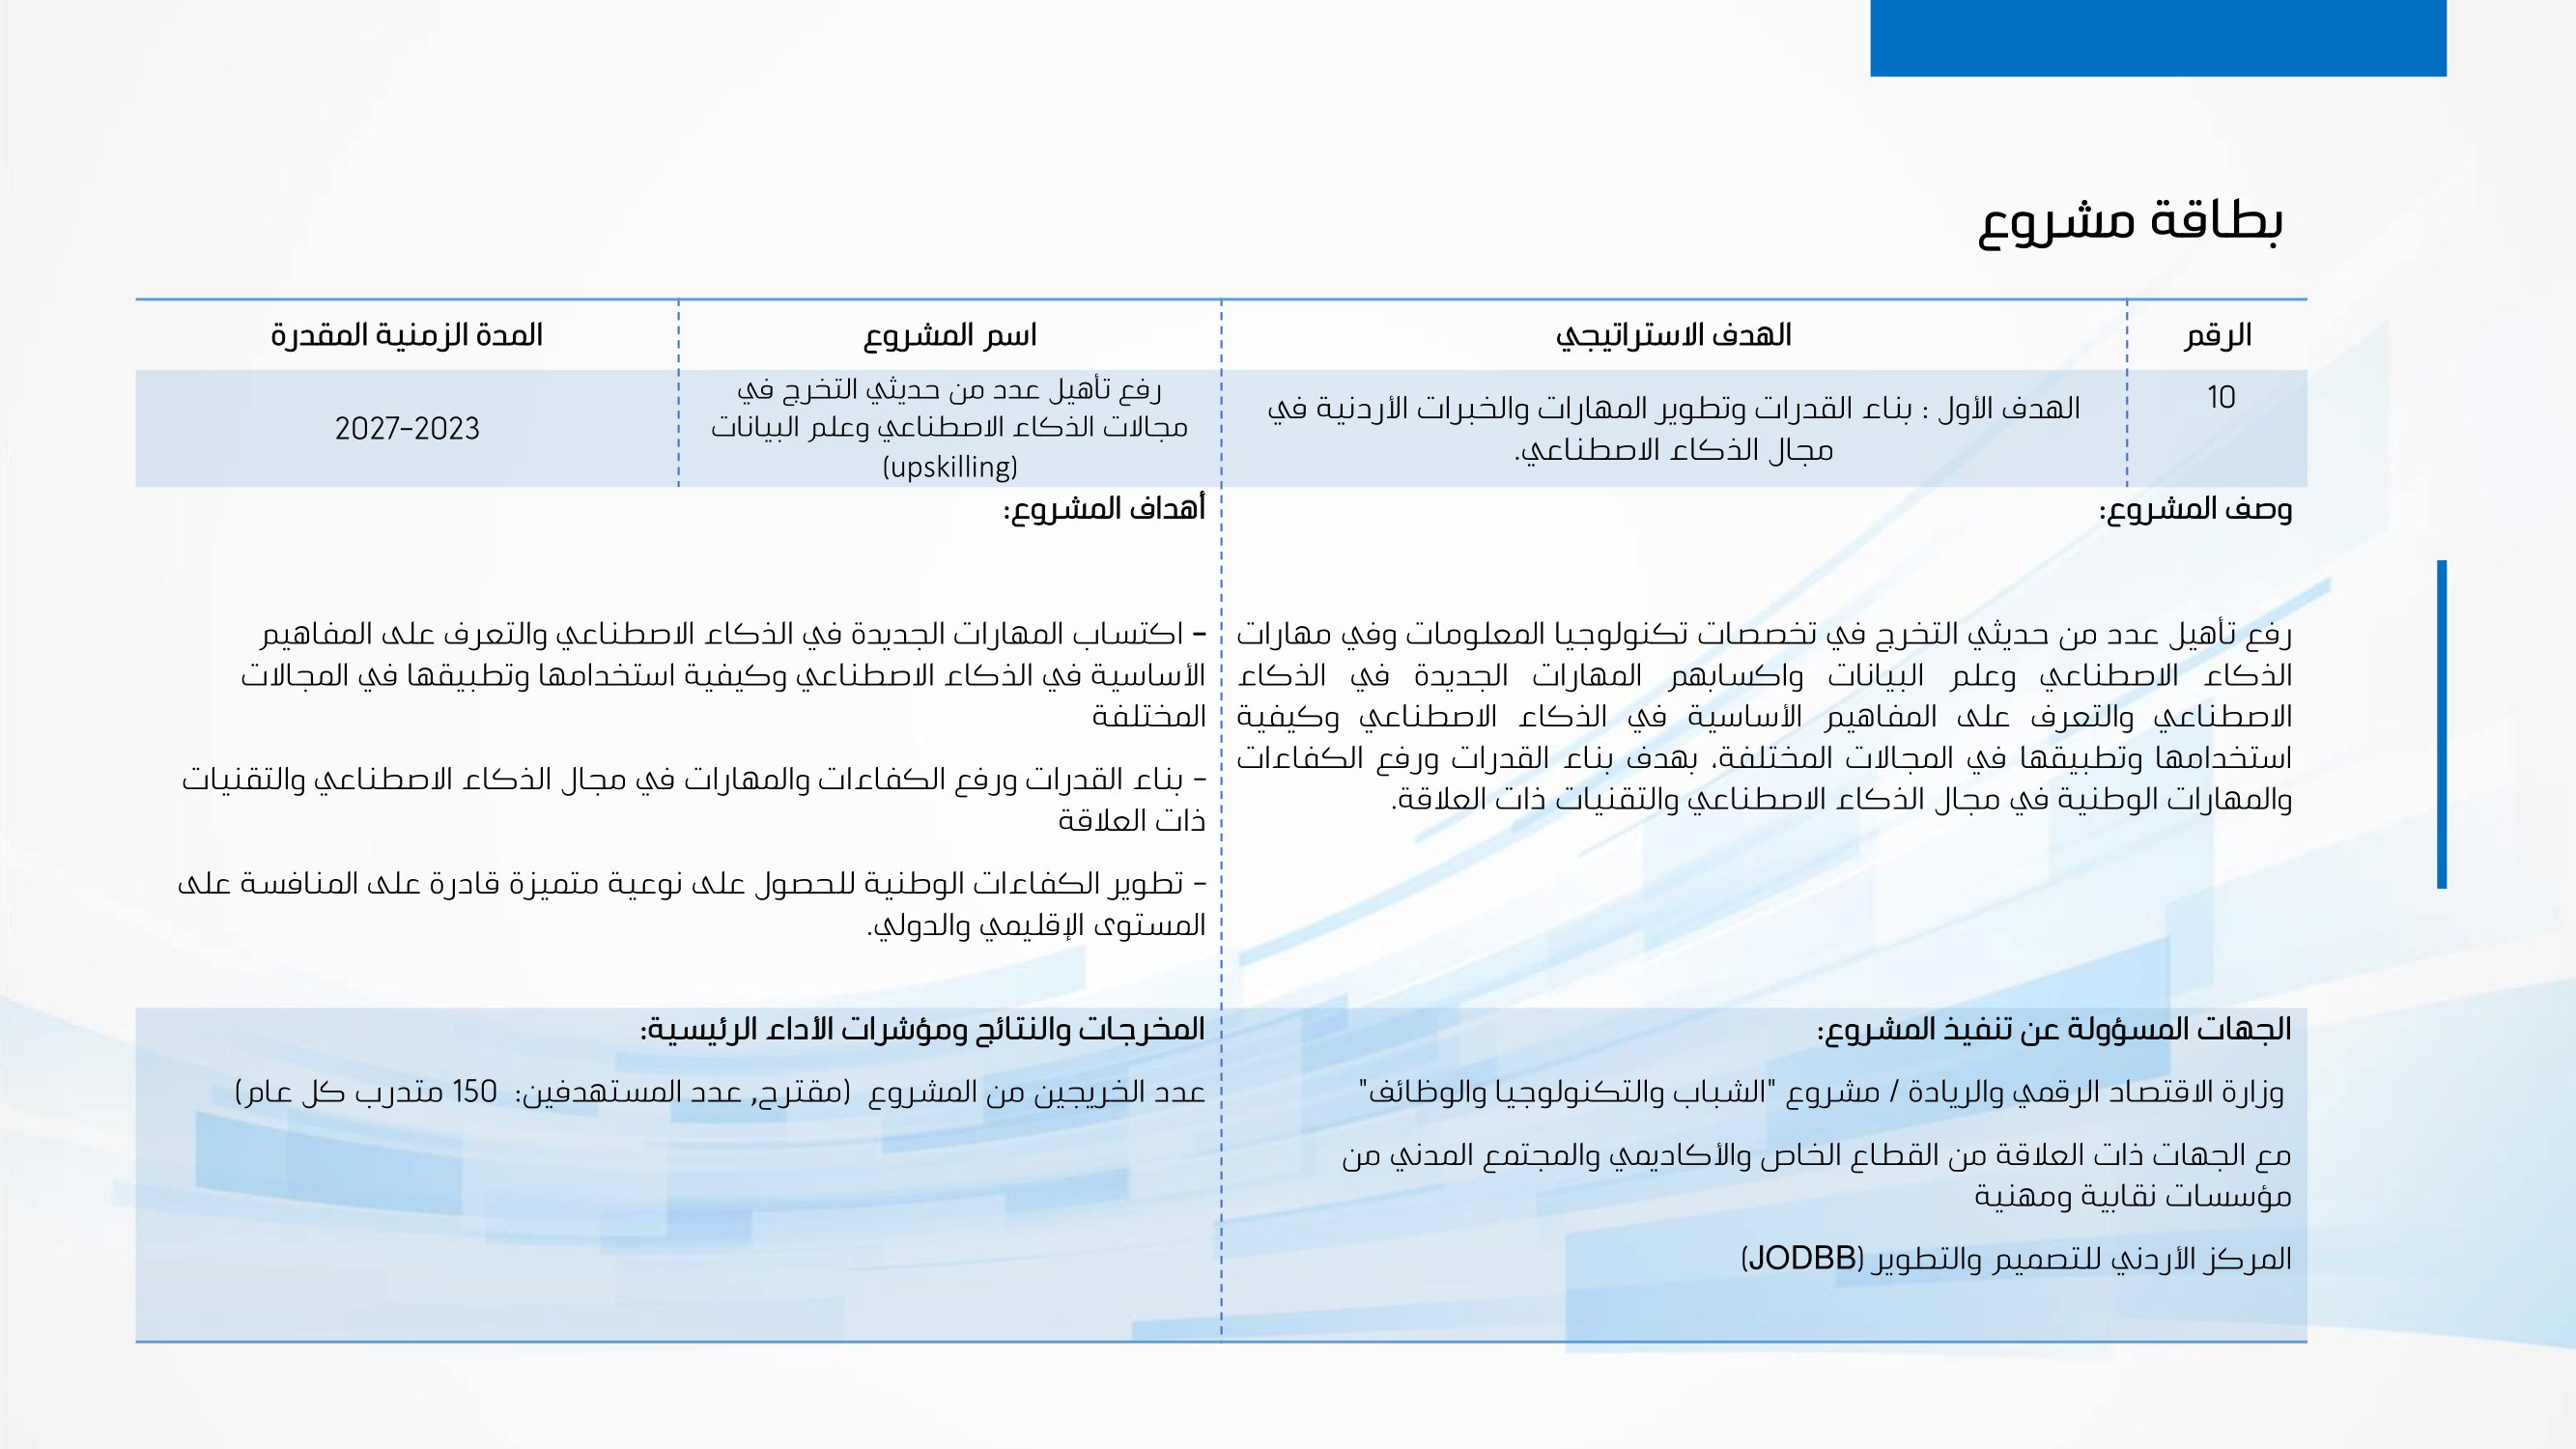 بطاقة مشروع
الرقم
الهدف الاستراتيجي
اسم المشروع
المدة الزمنية المقدرة
10
الهدف الأول : بناء القدرات وتطوير المهارات والخبرات الأردنية في
مجال الذكاء الاصطناعي.
رفع تأهيل عدد من حديثي التخرج في
مجالات الذكاء الاصطناعي وعلم البيانات
(upskilling)
2023-2027
وصف المشروع:
رفع تأهيل عدد من حديثي التخرج في تخصصات تكنولوجيا المعلومات وفي مهارات
الذكاء الاصطناعي وعلم البيانات واكسابهم المهارات الجديدة في الذكاء
الاصطناعي والتعرف على المفاهيم الأساسية في الذكاء الاصطناعي وكيفية
استخدامها وتطبيقها في المجالات المختلفة، بهدف بناء القدرات ورفع الكفاءات
والمهارات الوطنية في مجال الذكاء الاصطناعي والتقنيات ذات العلاقة.
أهداف المشروع:
- اكتساب المهارات الجديدة في الذكاء الاصطناعي والتعرف على المفاهيم
الأساسية في الذكاء الاصطناعي وكيفية استخدامها وتطبيقها في المجالات
المختلفة
- بناء القدرات ورفع الكفاءات والمهارات في مجال الذكاء الاصطناعي والتقنيات
ذات العلاقة
- تطوير الكفاءات الوطنية للحصول على نوعية متميزة قادرة على المنافسة على
المستوى الإقليمي والدولي.
الجهات المسؤولة عن تنفيذ المشروع:
وزارة الاقتصاد الرقمي والريادة / مشروع "الشباب والتكنولوجيا والوظائف"
مع الجهات ذات العلاقة من القطاع الخاص والأكاديمي والمجتمع المدني من
مؤسسات نقابية ومهنية
المركز الأردني للتصميم والتطوير (JODBB)
المخرجات والنتائج ومؤشرات الأداء الرئيسية:
عدد الخريجين من المشروع (مقترح, عدد المستهدفين: 150 متدرب كل عام)